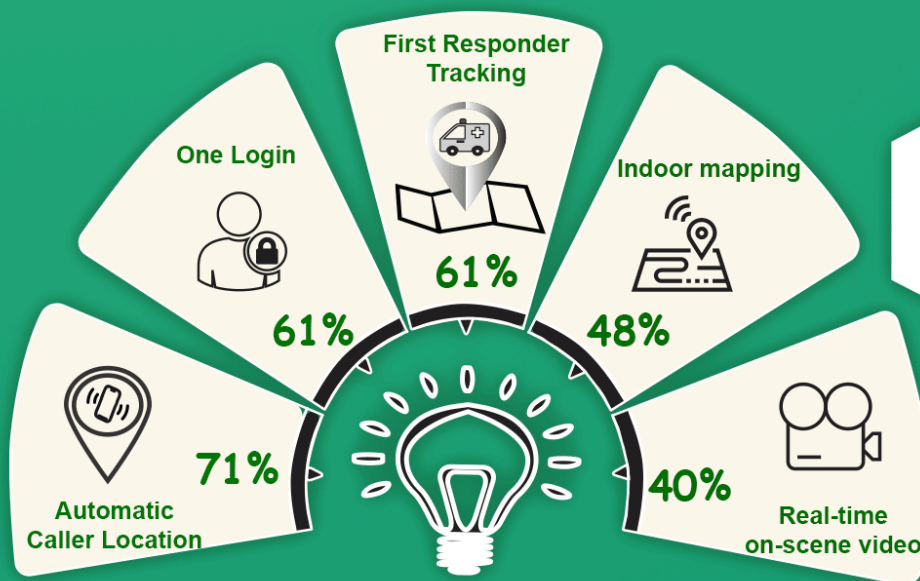 First Responder
Tracking
61%
One Login
61%
Indoor mapping
48%
71%
Automatic
Caller Location
40%
Real-time
on-scene video